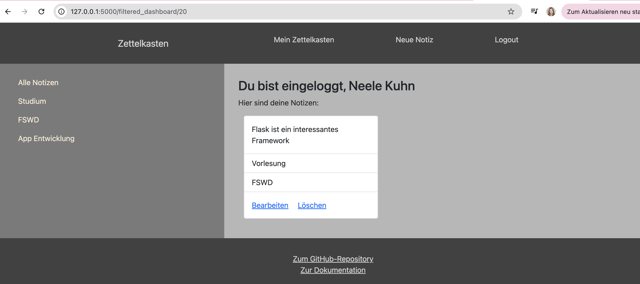 127.0.0.1:5000/filtered_dashboard/20
Zum Aktualisieren neu sta
Zettelkasten
Mein Zettelkasten
Neue Notiz
Logout
Alle Notizen
Studium
FSWD
App Entwicklung
Du bist eingeloggt, Neele Kuhn
Hier sind deine Notizen:
Flask ist ein interessantes
Framework
Vorlesung
FSWD
Bearbeiten Löschen
Zum GitHub-Repository
Zur Dokumentation